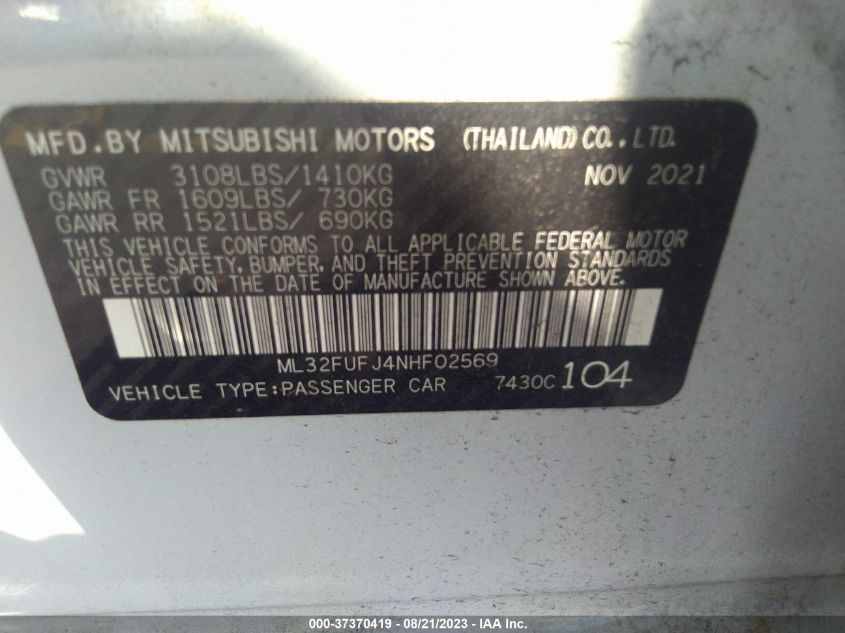 MFD.BY MITSUBISHI MOTORS (THAILAND) CO.,LTD.
GVWR 3108LBS/1410KG NOV 2021
GAWR FR 1609LBS/ 730KG
GAWR RR 1521LBS/ 690KG
THIS VEHICLE CONFORMS TO ALL APPLICABLE FEDERAL MOTOR
VEHICLE SAFETY, BUMPER, AND THEFT PREVENTION STANDARDS
IN EFFECT ON THE DATE OF MANUFACTURE SHOWN ABOVE.
ML32FUFJ4NHF02569
VEHICLE TYPE:PASSENGER CAR 7430C 104
000-37370419 - 08/21/2023 - IAA Inc.